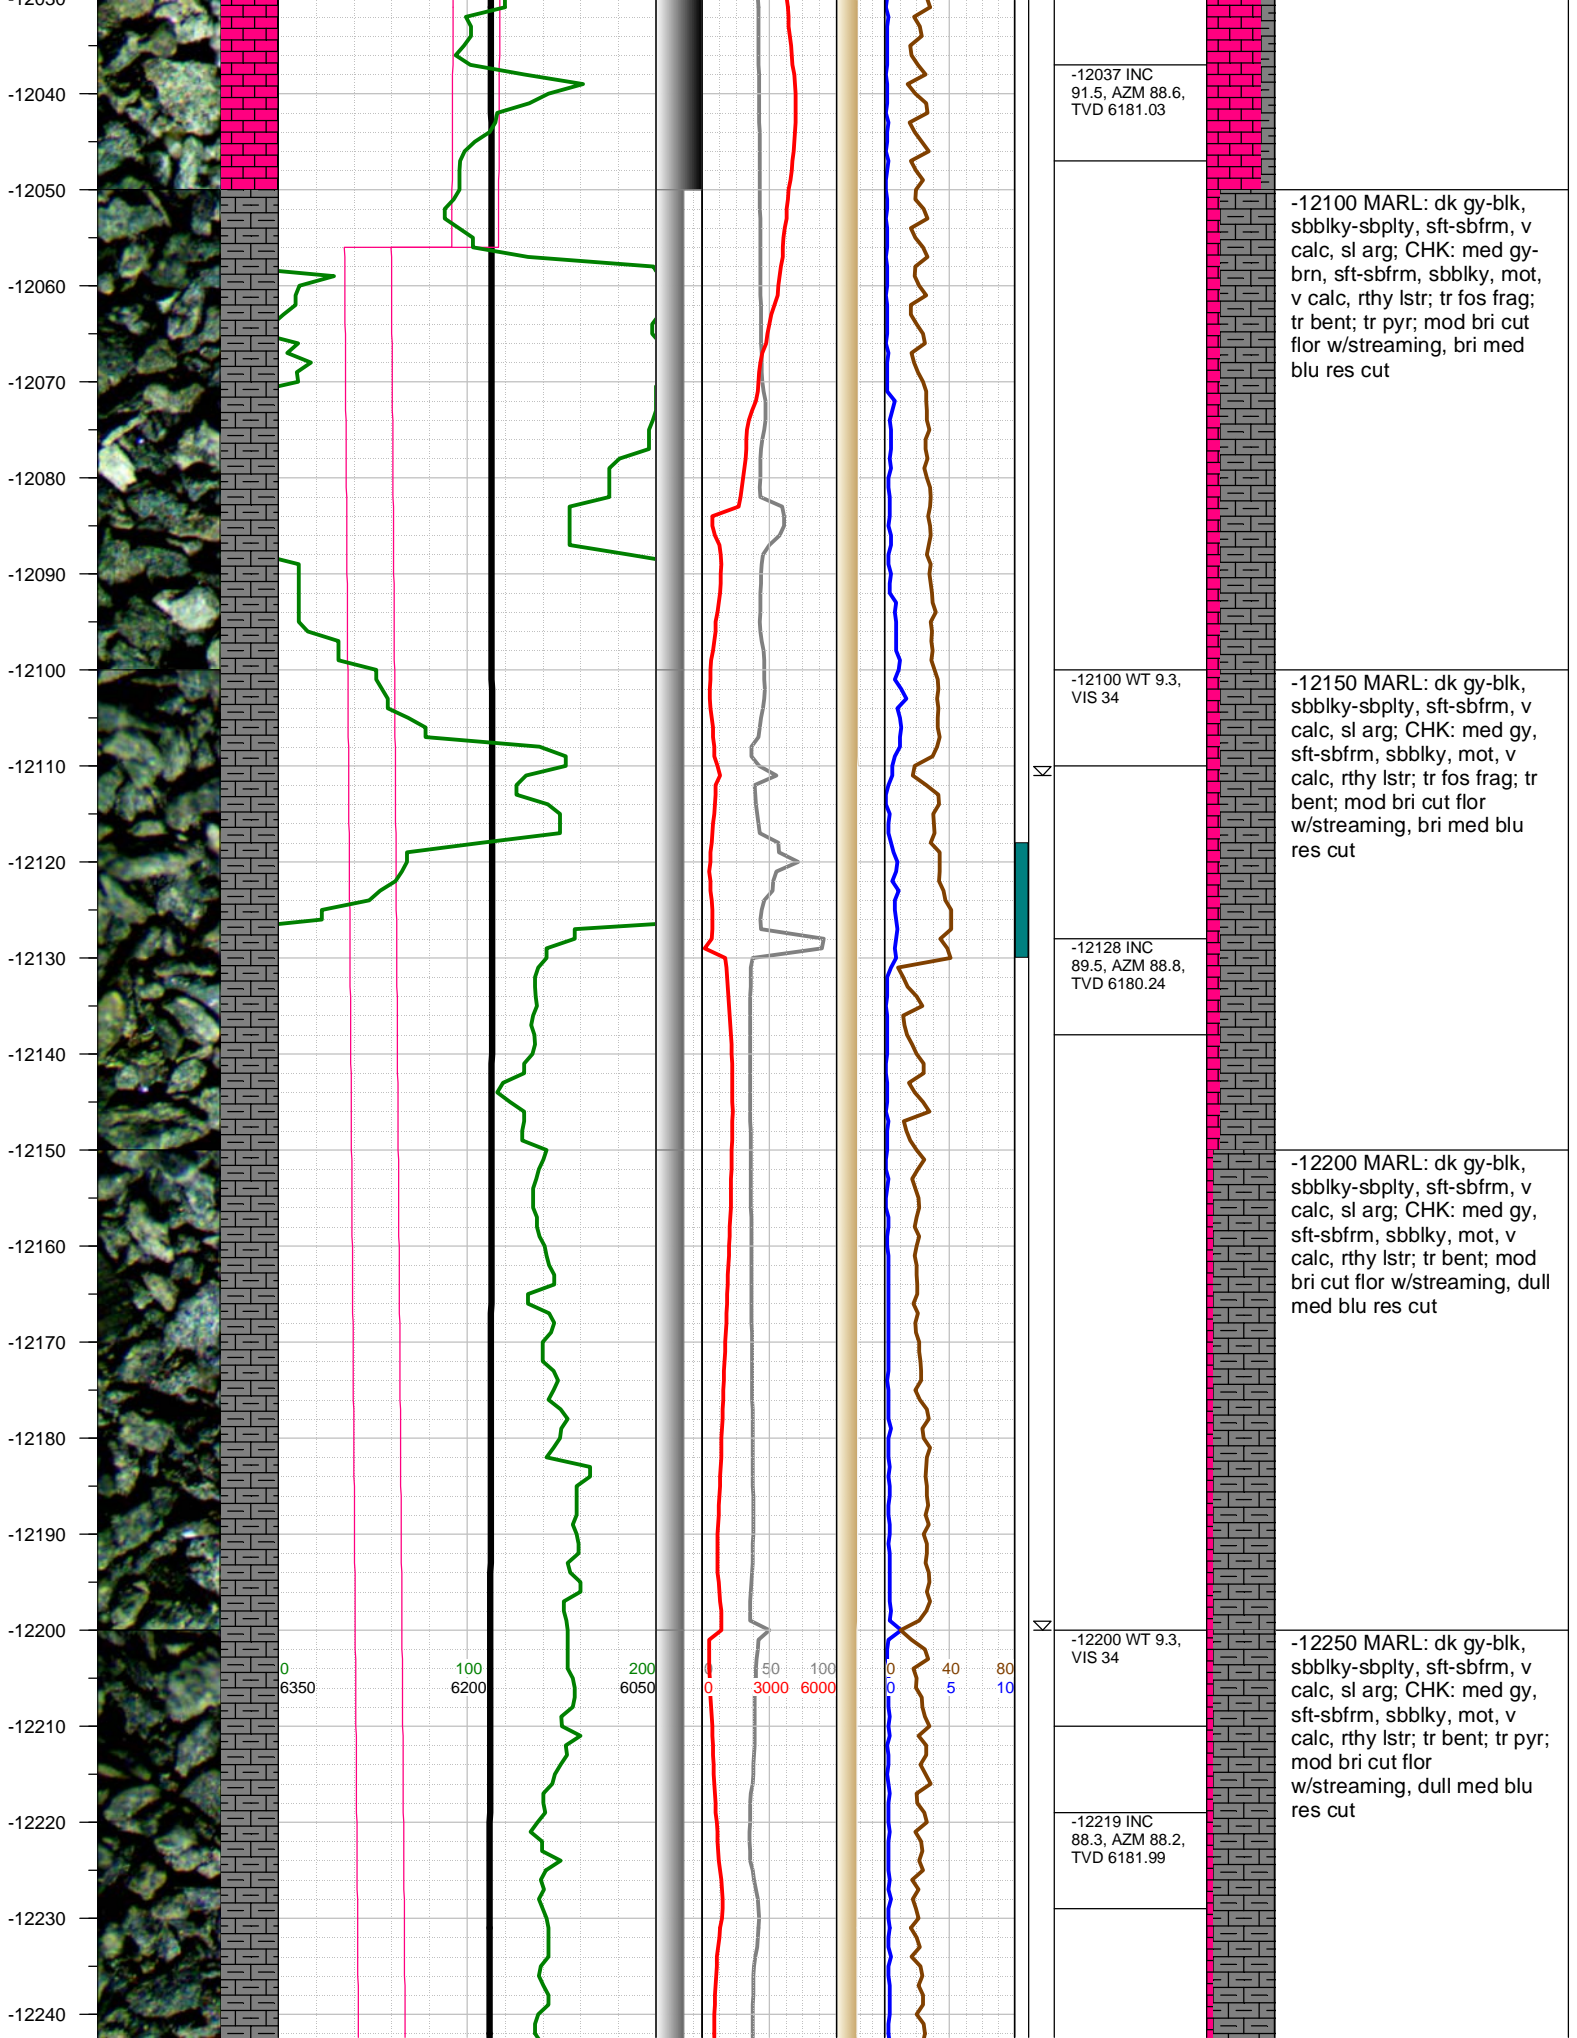 -12030
-12040
-12050
-12060
-12070
-12080
-12090
-12100
-12110
-12120
-12130
-12140
-12150
-12160
-12170
-12180
-12190
-12200
-12210
-12220
-12230
-12240
0 100 200
6350 6200 6050
0 50 100
0 3000 6000
0 40 80
0 5 10
-12037 INC
91.5, AZM 88.6,
TVD 6181.03
-12100 WT 9.3,
VIS 34
-12128 INC
89.5, AZM 88.8,
TVD 6180.24
-12200 WT 9.3,
VIS 34
-12219 INC
88.3, AZM 88.2,
TVD 6181.99
-12100 MARL: dk gy-blk,
sbblky-sbplty, sft-sbfrm, v
calc, sl arg; CHK: med gy-
brn, sft-sbfrm, sbblky, mot,
v calc, rthy lstr; tr fos frag;
tr bent; tr pyr; mod bri cut
flor w/streaming, bri med
blu res cut
-12150 MARL: dk gy-blk,
sbblky-sbplty, sft-sbfrm, v
calc, sl arg; CHK: med gy,
sft-sbfrm, sbblky, mot, v
calc, rthy lstr; tr fos frag; tr
bent; mod bri cut flor
w/streaming, bri med blu
res cut
-12200 MARL: dk gy-blk,
sbblky-sbplty, sft-sbfrm, v
calc, sl arg; CHK: med gy,
sft-sbfrm, sbblky, mot, v
calc, rthy lstr; tr bent; mod
bri cut flor w/streaming, dull
med blu res cut
-12250 MARL: dk gy-blk,
sbblky-sbplty, sft-sbfrm, v
calc, sl arg; CHK: med gy,
sft-sbfrm, sbblky, mot, v
calc, rthy lstr; tr bent; tr pyr;
mod bri cut flor
w/streaming, dull med blu
res cut